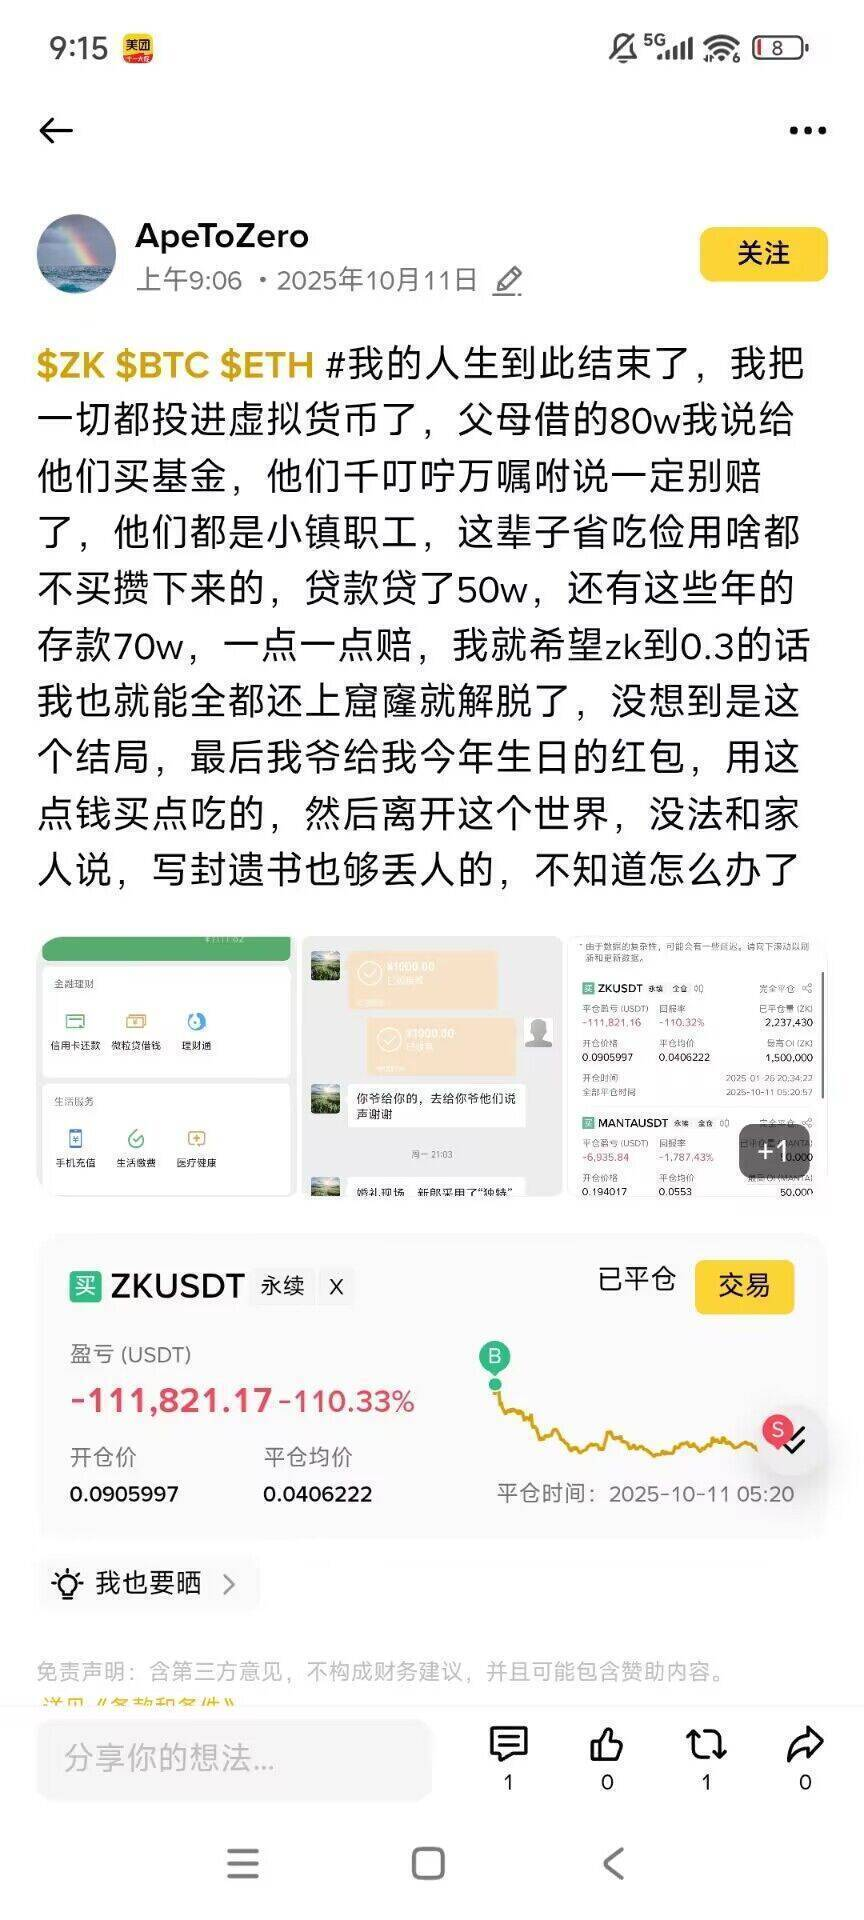 9:15
美团
5G
6
8
ApeToZero
上午9:06 • 2025年10月11日
关注
$ZK $BTC $ETH #我的人生到此结束了，我把
一切都投进虚拟货币了，父母借的80w我说给
他们买基金，他们千叮咛万嘱咐说一定别赔
了，他们都是小镇职工，这辈子省吃俭用啥都
不买攒下来的，贷款贷了50w，还有这些年的
存款70w，一点一点赔，我就希望zk到0.3的话
我也就能全都还上窟窿就解脱了，没想到是这
个结局，最后我爷给我今年生日的红包，用这
点钱买点吃的，然后离开这个世界，没法和家
人说，写封遗书也够丢人的，不知道怎么办了
金融理财
信用卡还款 微粒贷借钱 理财通
生活服务
手机充值 生活缴费 医疗健康
¥1000.00
¥1000.00
你爷给你的，去给你爷他们说
声谢谢
周一 21:03
婚礼现场，新郎采用了“独特”
由于数据的复杂性，可能会有一些延迟。请向下滚动以刷
新和更新数据。
买 ZKUSDT 永续 全仓 完全平仓
平仓盈亏 (USDT) 回报率 已平仓量 (ZK)
-111,821.16 -110.32% 2,237,430
开仓价格 平仓均价 最高OI (ZK)
0.0905997 0.0406222 1,500,000
开仓时间 2025-01-26 20:34:22
全部平仓时间 2025-10-11 05:20:57
买 MANTAUSDT 永续 全仓 完全平仓
平仓盈亏 (USDT) 回报率
-6,935.84 -1,787.43%
开仓价格 平仓均价 最高OI (MANTA)
0.194017 0.0553 50,000
+1
买 ZKUSDT 永续 X 已平仓 交易
盈亏 (USDT)
-111,821.17 -110.33%
开仓价 平仓均价
0.0905997 0.0406222
B
S
平仓时间：2025-10-11 05:20
我也要晒
免责声明：含第三方意见，不构成财务建议，并且可能包含赞助内容。
详见《条款和条件》
分享你的想法...
1 0 1 0